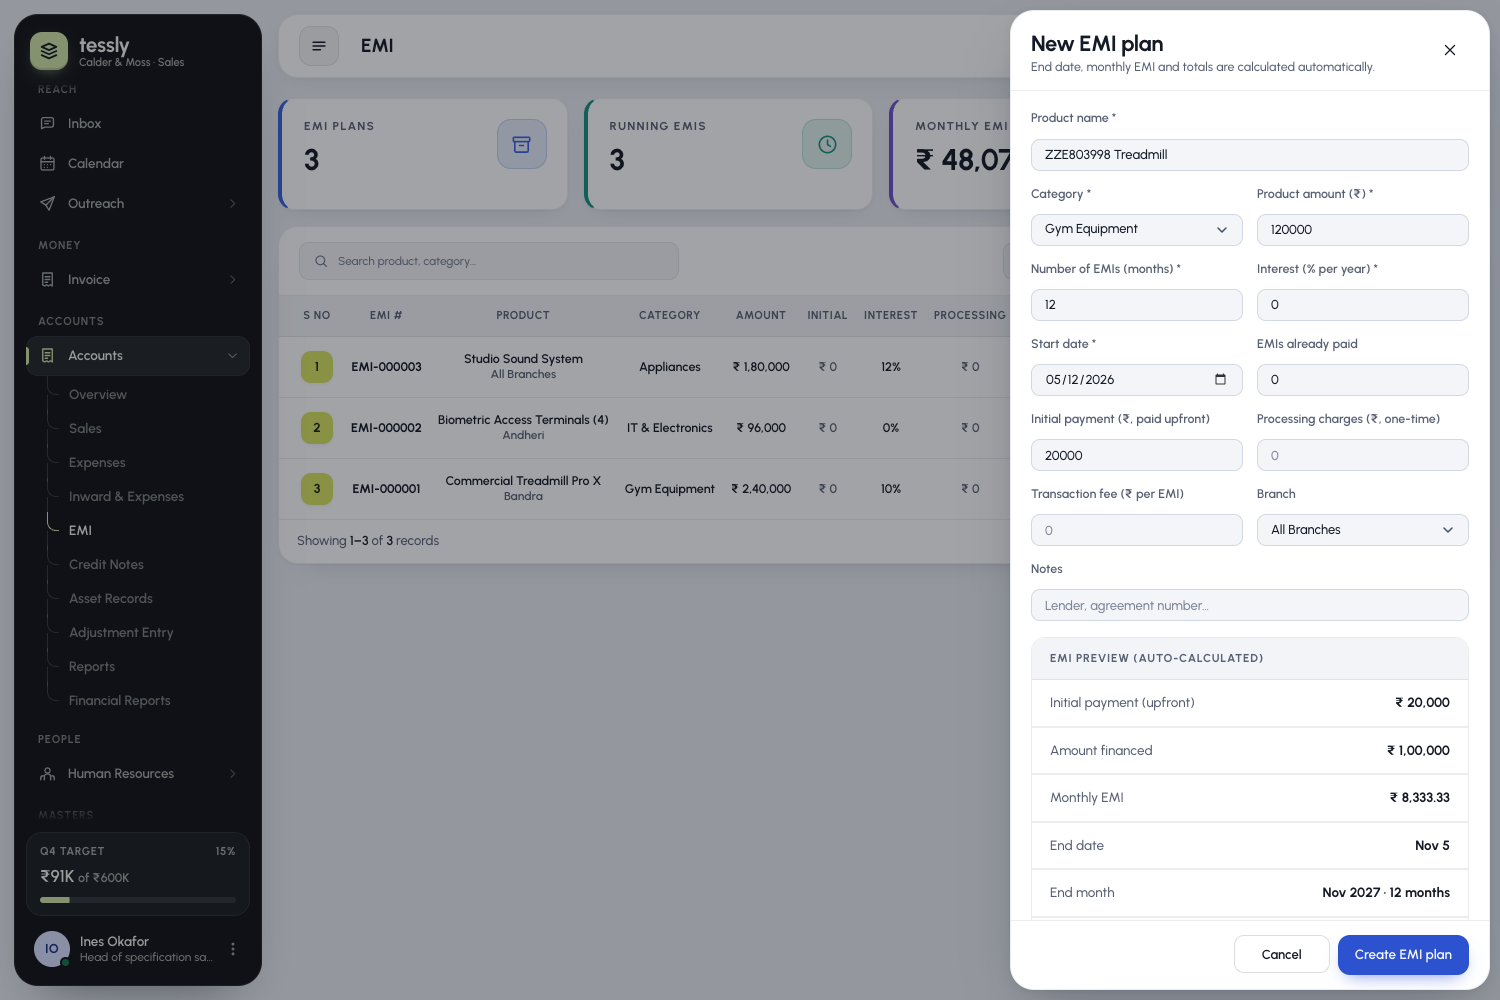 tessly
Calder & Moss · Sales
REACH
Inbox
Calendar
Outreach
MONEY
Invoice
ACCOUNTS
Accounts
Overview
Sales
Expenses
Inward & Expenses
EMI
Credit Notes
Asset Records
Adjustment Entry
Reports
Financial Reports
PEOPLE
Human Resources
MASTERS
Q4 TARGET 15%
₹91K of ₹600K
IO
Ines Okafor
Head of specification sa…
EMI
EMI PLANS
3
RUNNING EMIS
3
MONTHLY EMI
₹ 48,07
Search product, category…
S NO EMI # PRODUCT CATEGORY AMOUNT INITIAL INTEREST PROCESSING
1 EMI-000003 Studio Sound System Appliances ₹ 1,80,000 ₹ 0 12% ₹ 0
All Branches
2 EMI-000002 Biometric Access Terminals (4) IT & Electronics ₹ 96,000 ₹ 0 0% ₹ 0
Andheri
3 EMI-000001 Commercial Treadmill Pro X Gym Equipment ₹ 2,40,000 ₹ 0 10% ₹ 0
Bandra
Showing 1–3 of 3 records
New EMI plan
End date, monthly EMI and totals are calculated automatically.
Product name *
ZZE803998 Treadmill
Category * Product amount (₹) *
Gym Equipment 120000
Number of EMIs (months) * Interest (% per year) *
12 0
Start date * EMIs already paid
05/12/2026 0
Initial payment (₹, paid upfront) Processing charges (₹, one-time)
20000 0
Transaction fee (₹ per EMI) Branch
0 All Branches
Notes
Lender, agreement number…
EMI PREVIEW (AUTO-CALCULATED)
Initial payment (upfront) ₹ 20,000
Amount financed ₹ 1,00,000
Monthly EMI ₹ 8,333.33
End date Nov 5
End month Nov 2027 · 12 months
Cancel Create EMI plan